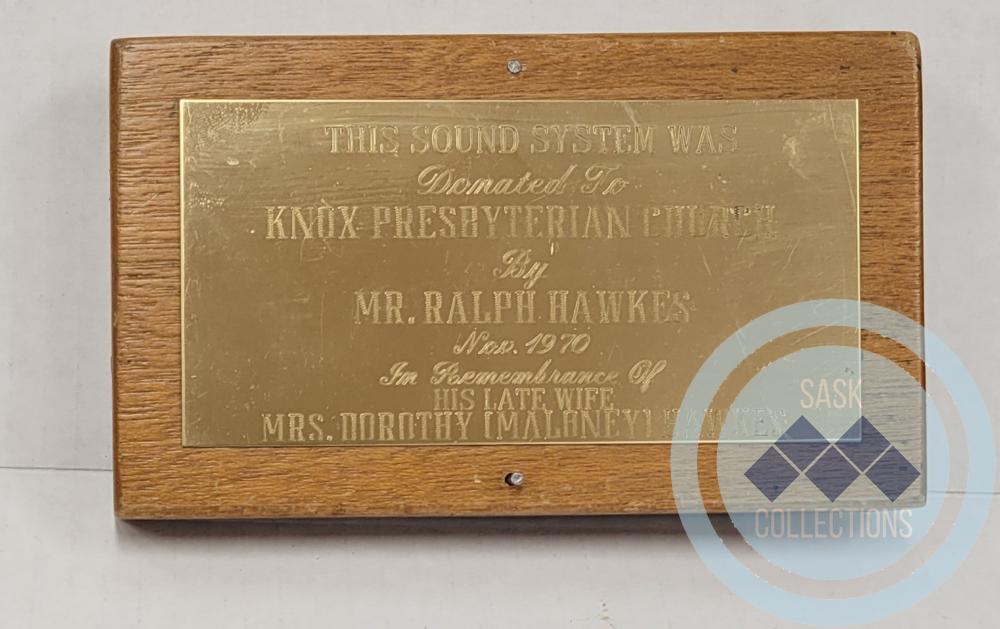 THIS SOUND SYSTEM WAS
Donated To
KNOX PRESBYTERIAN CHURCH
By
MR. RALPH HAWKES
Nov. 1970
In Remembrance Of
HIS LATE WIFE
MRS. DOROTHY (MALONEY) HAWKES
SASK
COLLECTIONS